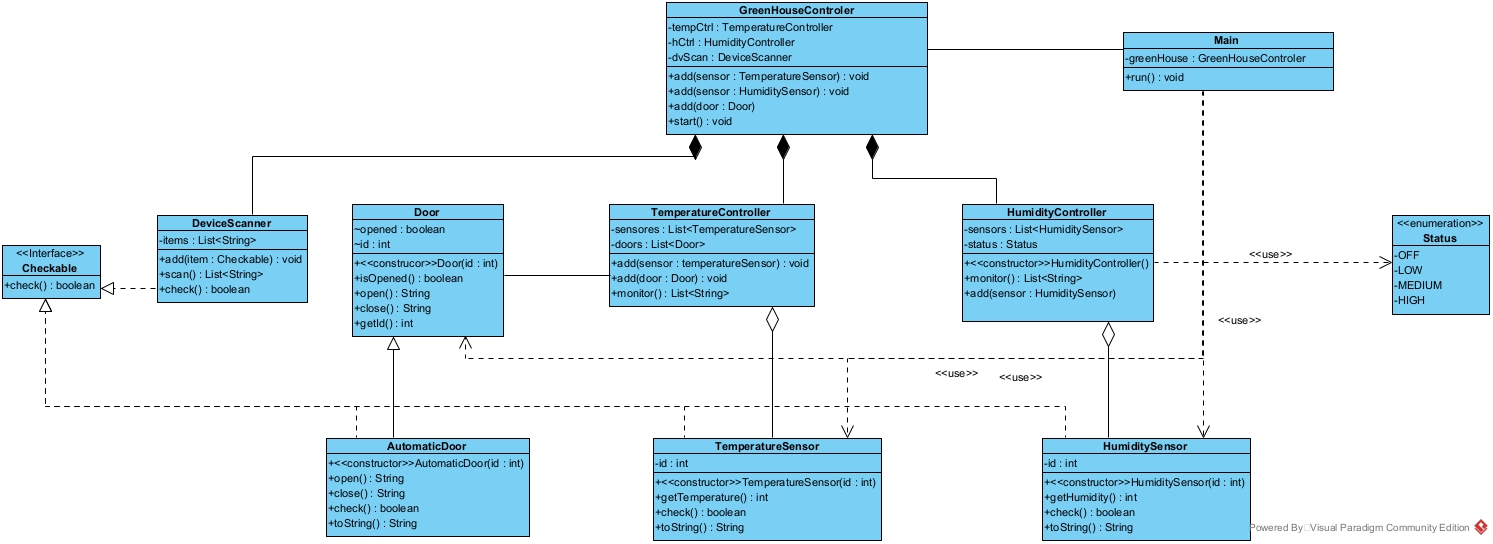 GreenHouseControler
-tempCtrl : TemperatureController
-hCtrl : HumidityController
-dvScan : DeviceScanner
+add(sensor : TemperatureSensor) : void
+add(sensor : HumiditySensor) : void
+add(door : Door)
+start() : void
Main
-greenHouse : GreenHouseControler
+run() : void
<<Interface>>
Checkable
+check() : boolean
DeviceScanner
-items : List<String>
+add(item : Checkable) : void
+scan() : List<String>
+check() : boolean
Door
~opened : boolean
~id : int
+<<construcor>>Door(id : int)
+isOpened() : boolean
+open() : String
+close() : String
+getId() : int
TemperatureController
-sensores : List<TemperatureSensor>
-doors : List<Door>
+add(sensor : temperatureSensor) : void
+add(door : Door) : void
+monitor() : List<String>
HumidityController
-sensors : List<HumiditySensor>
-status : Status
+<<constructor>>HumidityController()
+monitor() : List<String>
+add(sensor : HumiditySensor)
<<use>>
<<enumeration>>
Status
-OFF
-LOW
-MEDIUM
-HIGH
<<use>>
<<use>>
<<use>>
AutomaticDoor
+<<constructor>>AutomaticDoor(id : int)
+open() : String
+close() : String
+check() : boolean
+toString() : String
TemperatureSensor
-id : int
+<<constructor>>TemperatureSensor(id : int)
+getTemperature() : int
+check() : boolean
+toString() : String
HumiditySensor
-id : int
+<<constructor>>HumiditySensor(id : int)
+getHumidity() : int
+check() : boolean
+toString() : String
Powered By Visual Paradigm Community Edition